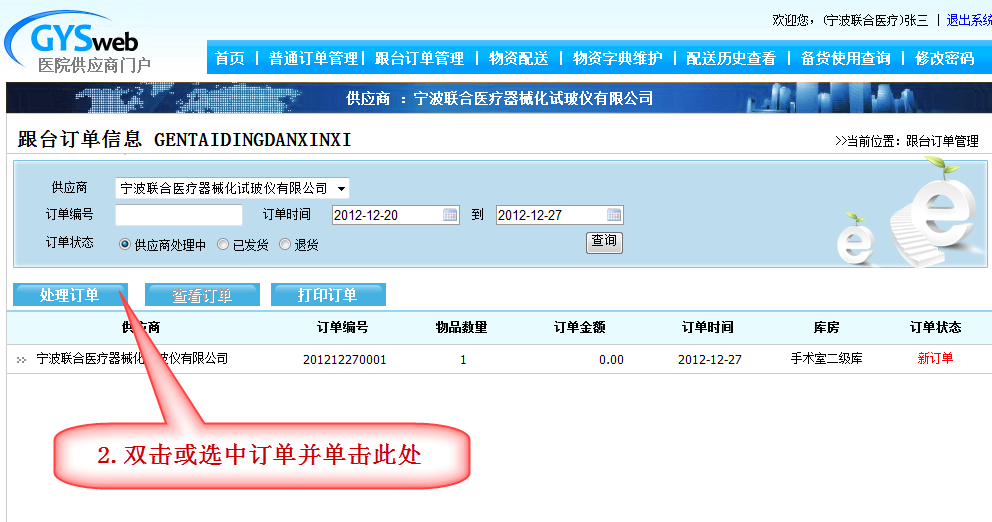 欢迎您，(宁波联合医疗)张三 | 退出系统
GYSweb
医院供应商门户
首页 | 普通订单管理 | 跟台订单管理 | 物资配送 | 物资字典维护 | 配送历史查看 | 备货使用查询 | 修改密码
供应商 ：宁波联合医疗器械化试玻仪有限公司
跟台订单信息 GENTAIDINGDANXINXI
>>当前位置：跟台订单管理
供应商 宁波联合医疗器械化试玻仪有限公司
订单编号 订单时间 2012-12-20 到 2012-12-27
订单状态 供应商处理中 已发货 退货 查询
处理订单 查看订单 打印订单
供应商 订单编号 物品数量 订单金额 订单时间 库房 订单状态
宁波联合医疗器械化试玻仪有限公司 201212270001 1 0.00 2012-12-27 手术室二级库 新订单
2.双击或选中订单并单击此处